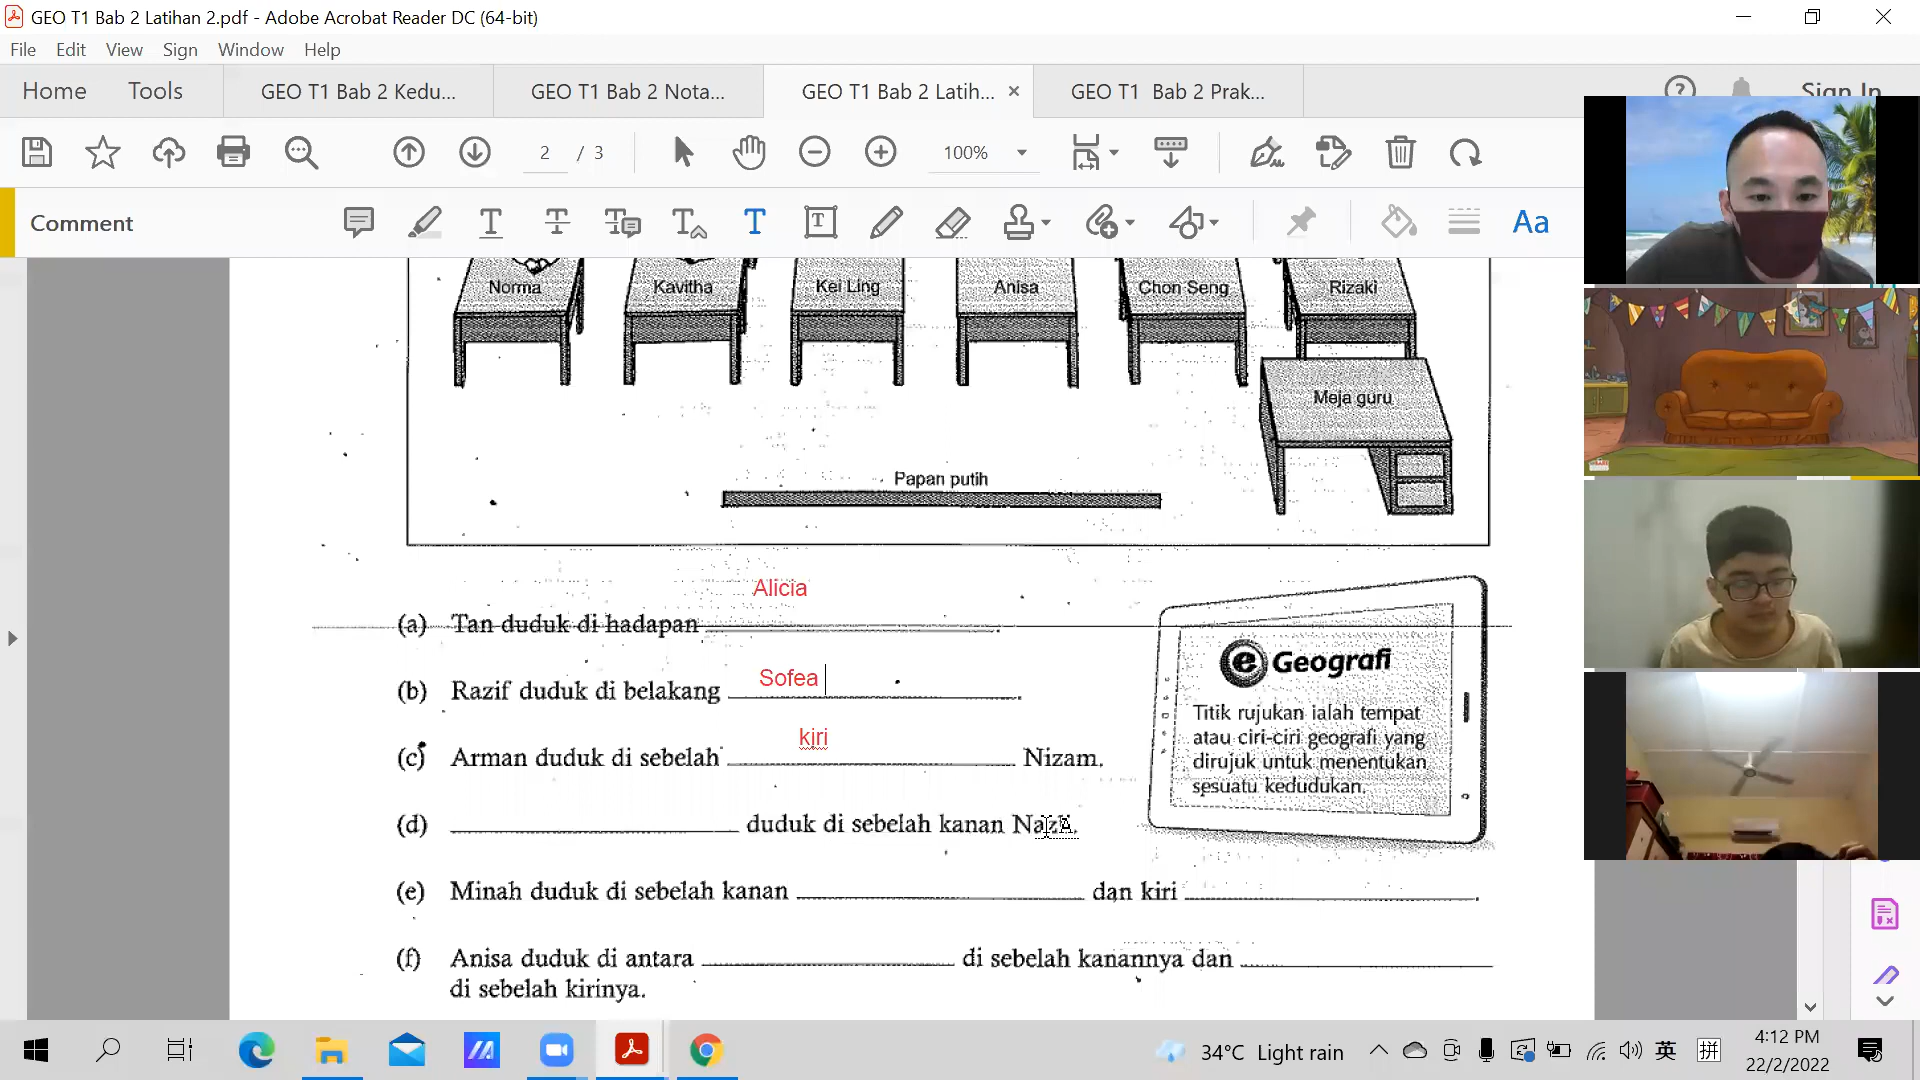 GEO T1 Bab 2 Latihan 2.pdf - Adobe Acrobat Reader DC (64-bit)
File Edit View Sign Window Help
Home Tools GEO T1 Bab 2 Kedu... GEO T1 Bab 2 Nota... GEO T1 Bab 2 Latih... × GEO T1 Bab 2 Prak... Sign In
2 / 3 100%
Comment Aa
Norma Kavitha Kei Ling Anisa Chon Seng Rizaki
Meja guru
Papan putih
Alicia
(a) Tan duduk di hadapan
Sofea
(b) Razif duduk di belakang
kiri
(c) Arman duduk di sebelah Nizam.
(d) duduk di sebelah kanan
(e) Minah duduk di sebelah kanan dan kiri
(f) Anisa duduk di antara di sebelah kanannya dan
di sebelah kirinya.
e Geografi
Titik rujukan ialah tempat
atau ciri-ciri geografi yang
dirujuk untuk menentukan
sesuatu kedudukan.
34°C Light rain 英 拼 4:12 PM
22/2/2022